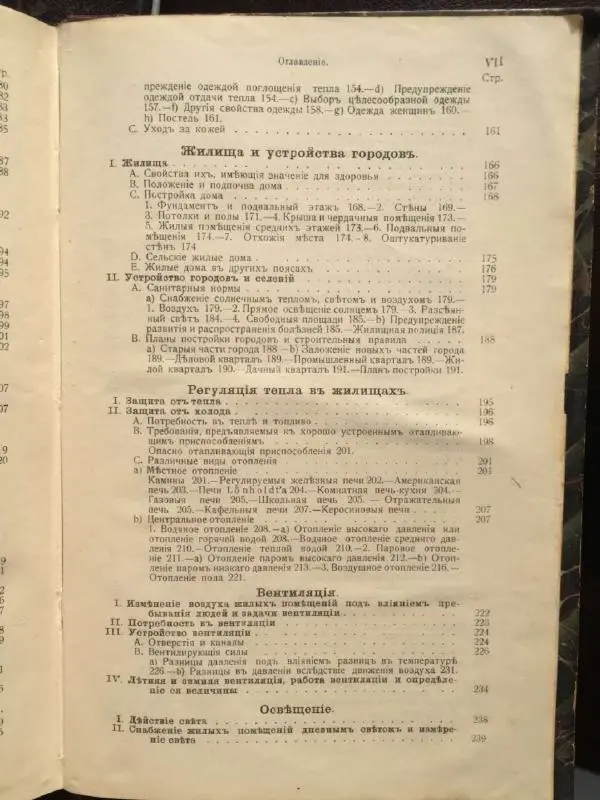 Оглавленіе.
VII
Стр.
прежденіе одеждой поглощенія тепла 154.—d) Предупрежденіе
одеждой отдачи тепла 154.—c) Выборъ цѣлесообразной одежды
157.—f) Другія свойства одежды 158.—g) Одежда женщинъ 160.—
h) Постель 161.
C. Уходъ за кожей . . . . . . . . . . . . . . . . . . . . 161
Жилища и устройства городовъ.
I. Жилища . . . . . . . . . . . . . . . . . . . . 166
A. Свойства ихъ, имѣющія значеніе для здоровья . . . . . . . . 166
B. Положеніе и подпочва дома . . . . . . . . . . . . . . . 167
C. Постройка дома . . . . . . . . . . . . . . . . . . . . 168
1. Фундаментъ и подвальный этажъ 168.—2. Стѣны 169.—
3. Потолки и полы 171.—4. Крыша и чердачныя помѣщенія 173.—
5. Жилыя помѣщенія среднихъ этажей 173.—6. Подвальныя по-
мѣщенія 174.—7. Отхожія мѣста 174.—8. Оштукатуриваніе
стѣнъ 174
D. Сельскіе жилые дома . . . . . . . . . . . . . . . . . 175
E. Жилые дома въ другихъ поясахъ . . . . . . . . . . . . . 176
II. Устройство городовъ и селеній . . . . . . . . . . . . . . 179
A. Санитарныя нормы . . . . . . . . . . . . . . . . . . 179
a) Снабженіе солнечнымъ тепломъ, свѣтомъ и воздухомъ 179.—
1. Воздухъ 179.—2. Прямое освѣщеніе солнцемъ 179.—3. Разсѣян-
ный свѣтъ 184.—4. Свободныя площади 185.—b) Предупрежденіе
развитія и распространенія болѣзней 185.—Жилищная полиція 187.
B. Планы постройки городовъ и строительныя правила . . . . . 188
a) Старыя части города 188—b) Заложеніе новыхъ частей города
189.—Дѣловой кварталъ 189.—Промышленный кварталъ 189.—Жи-
лой кварталъ 190.—Дачный кварталъ 191.—Планъ постройки 191.
Регуляція тепла въ жилищахъ.
I. Защита отъ тепла . . . . . . . . . . . . . . . . . . . . 195
II. Защита отъ холода . . . . . . . . . . . . . . . . . . . . 196
A. Потребность въ теплѣ и топливо . . . . . . . . . . . . . 196
B. Требованія, предъявляемыя къ хорошо устроеннымъ отапливаю-
щимъ приспособленіямъ . . . . . . . . . . . . . . . . . 198
Опасно отапливающія приспособленія 201.
C. Различные виды отопленія . . . . . . . . . . . . . . . 201
a) Мѣстное отопленіе . . . . . . . . . . . . . . . . . . 201
Камины 201.—Регулируемыя желѣзныя печи 202.—Американская
печь 203.—Печи Lönholdt'a 204.—Комнатная печь-кухня 204.—
Газовыя печи 205.—Школьная печь 205. — Отражательныя
печь 205.—Кафельныя печи 207.—Керосиновыя печи . . . . 207
b) Центральное отопленіе . . . . . . . . . . . . . . . . . 207
1. Водяное отопленіе 208.—a) Отопленіе высокаго давленія или
отопленіе горячей водой 208.—Водяное отопленіе средняго дав-
ленія 210.—Отопленіе теплой водой 210.—2. Паровое отопле-
ніе 211.—a) Отопленіе паромъ высокаго давленія 212.—b) Отоп-
леніе паромъ низкаго давленія 213.—3. Воздушное отопленіе 216.—
Отопленіе пола 221.
Вентиляція.
I. Измѣненіе воздуха жилыхъ помѣщеній подъ вліяніемъ пре-
быванія людей и задачи вентиляціи . . . . . . . . . . . . . 222
II. Потребность въ вентиляціи . . . . . . . . . . . . . . . . 223
III. Устройство вентиляціи . . . . . . . . . . . . . . . . . . 224
A. Отверстія и каналы . . . . . . . . . . . . . . . . . . 224
B. Вентилирующія силы . . . . . . . . . . . . . . . . . . 226
a) Разницы давленія подъ вліяніемъ разницъ въ температурѣ
226.—b) Разницы въ давленіи вслѣдствіе движенія воздуха 231.
IV. Лѣтняя и зимняя вентиляція, работа вентиляціи и опредѣле-
ніе ея величины . . . . . . . . . . . . . . . . . . . . 234
Освѣщеніе.
I. Дѣйствіе свѣта . . . . . . . . . . . . . . . . . . . . 238
II. Снабженіе жилыхъ помѣщеній дневнымъ свѣтомъ и измѣре-
ніе свѣта . . . . . . . . . . . . . . . . . . . . 239